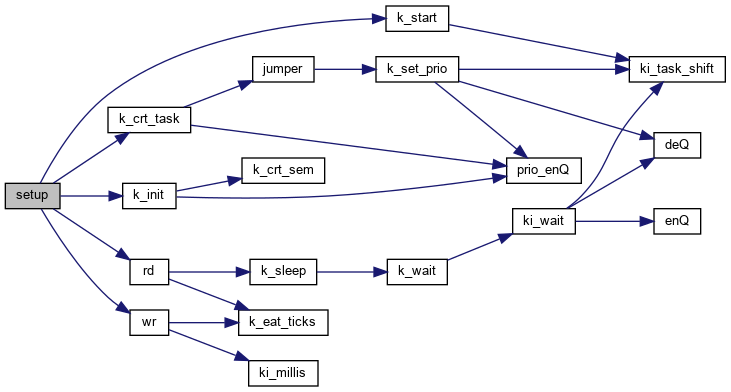 k_start
jumper
k_set_prio
ki_task_shift
k_crt_task
deQ
k_crt_sem
prio_enQ
setup
k_init
ki_wait
enQ
rd
k_sleep
k_wait
wr
k_eat_ticks
ki_millis